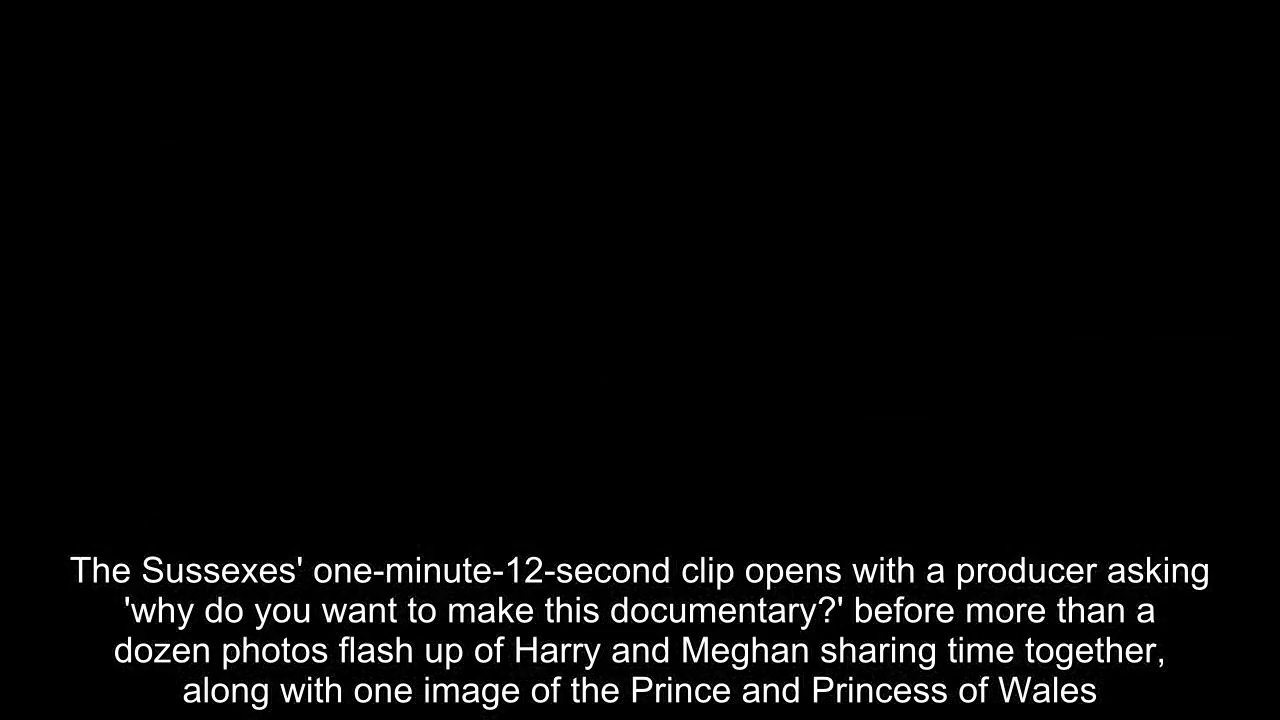 The Sussexes' one-minute-12-second clip opens with a producer asking
'why do you want to make this documentary?' before more than a
dozen photos flash up of Harry and Meghan sharing time together,
along with one image of the Prince and Princess of Wales